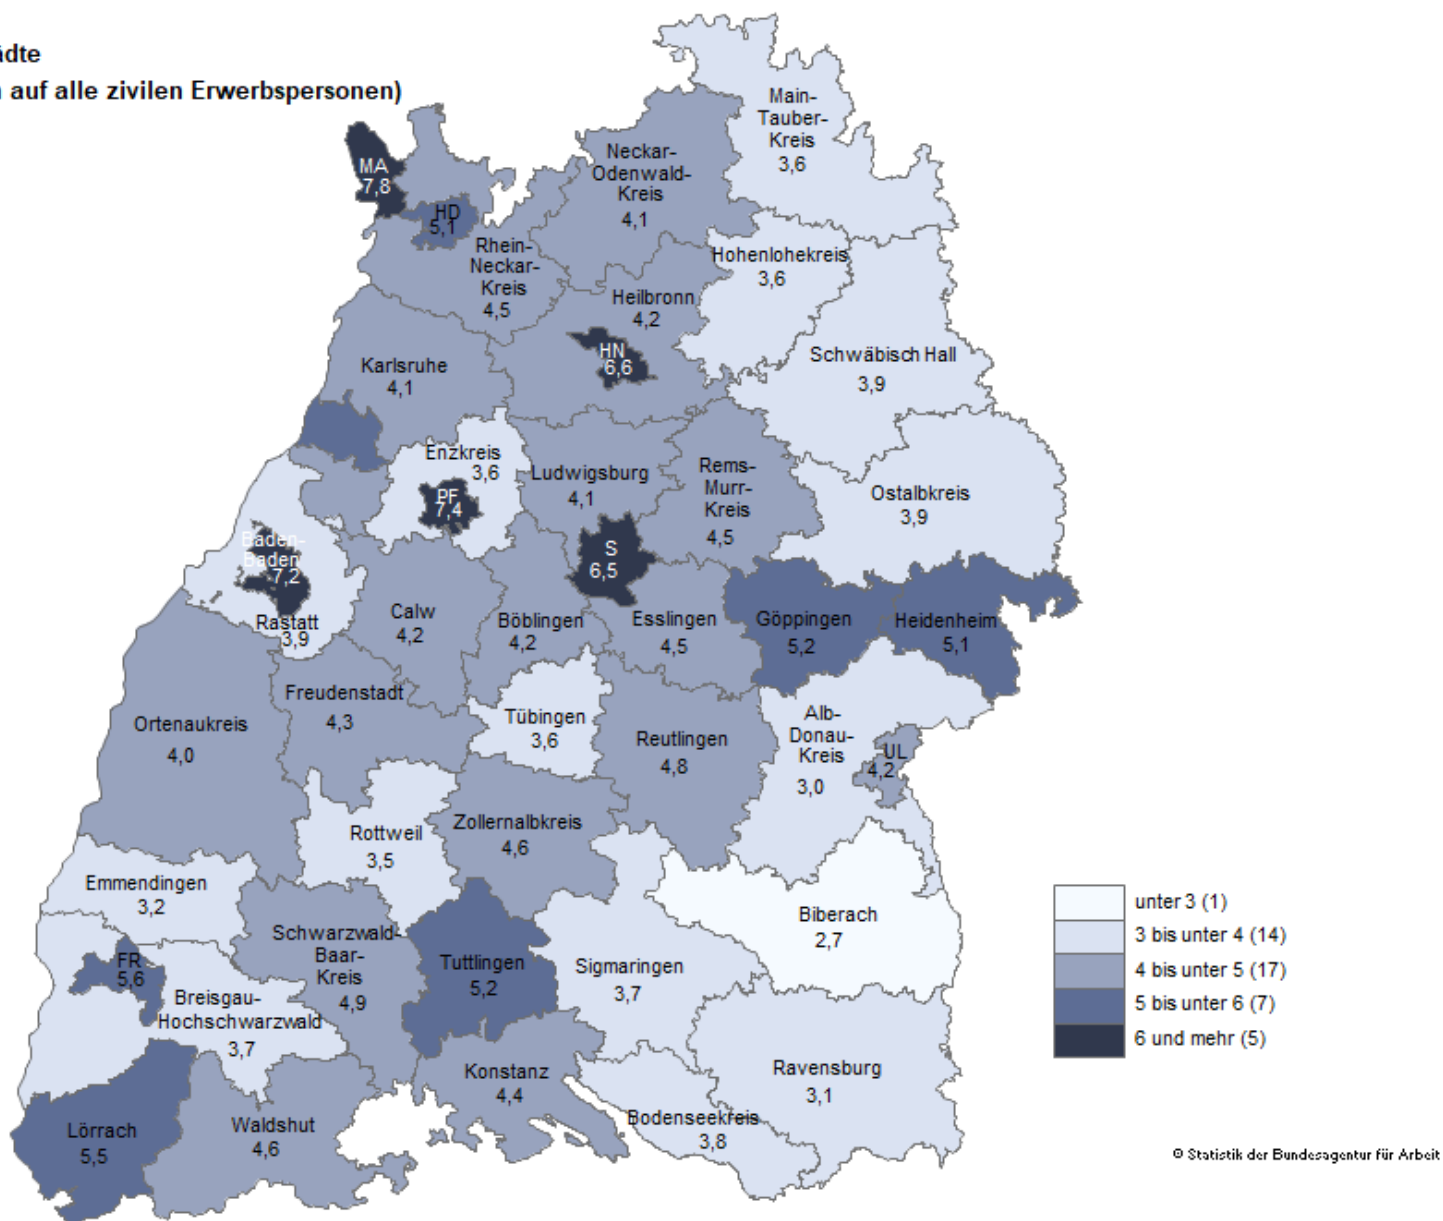 ädte
auf alle zivilen Erwerbspersonen)
Main-
Tauber-
Kreis
3,6
Neckar-
Odenwald-
Kreis
4,1
MA
7,8
HD
5,1
Rhein-
Neckar-
Kreis
4,5
Hohenlohekreis
3,6
Heilbronn
4,2
HN
6,6
Schwäbisch Hall
3,9
Karlsruhe
4,1
Enzkreis
3,6
PF
7,4
Ludwigsburg
4,1
Rems-
Murr-
Kreis
4,5
Ostalbkreis
3,9
Baden-
Baden
7,2
Rastatt
3,9
S
6,5
Calw
4,2
Böblingen
4,2
Esslingen
4,5
Göppingen
5,2
Heidenheim
5,1
Freudenstadt
4,3
Ortenaukreis
4,0
Tübingen
3,6
Reutlingen
4,8
Alb-
Donau-
Kreis
3,0
UL
4,2
Rottweil
3,5
Zollernalbkreis
4,6
Emmendingen
3,2
Biberach
2,7
Schwarzwald-
Baar-
Kreis
4,9
Tuttlingen
5,2
Sigmaringen
3,7
FR
5,6
Breisgau-
Hochschwarzwald
3,7
Konstanz
4,4
Ravensburg
3,1
Bodenseekreis
3,8
Lörrach
5,5
Waldshut
4,6
unter 3 (1)
3 bis unter 4 (14)
4 bis unter 5 (17)
5 bis unter 6 (7)
6 und mehr (5)
© Statistik der Bundesagentur für Arbeit